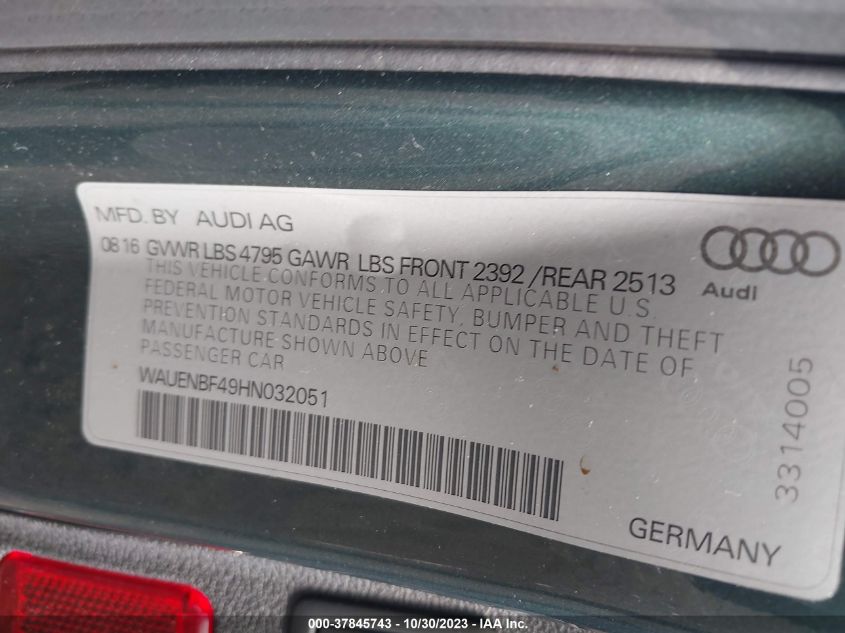 MFD. BY AUDI AG
08 16 GVWR LBS 4795 GAWR LBS FRONT 2392 /REAR 2513
THIS VEHICLE CONFORMS TO ALL APPLICABLE U.S.
FEDERAL MOTOR VEHICLE SAFETY, BUMPER AND THEFT
PREVENTION STANDARDS IN EFFECT ON THE DATE OF
MANUFACTURE SHOWN ABOVE
PASSENGER CAR
WAUENBF49HN032051
Audi
3314005
GERMANY
000-37845743 - 10/30/2023 - IAA Inc.